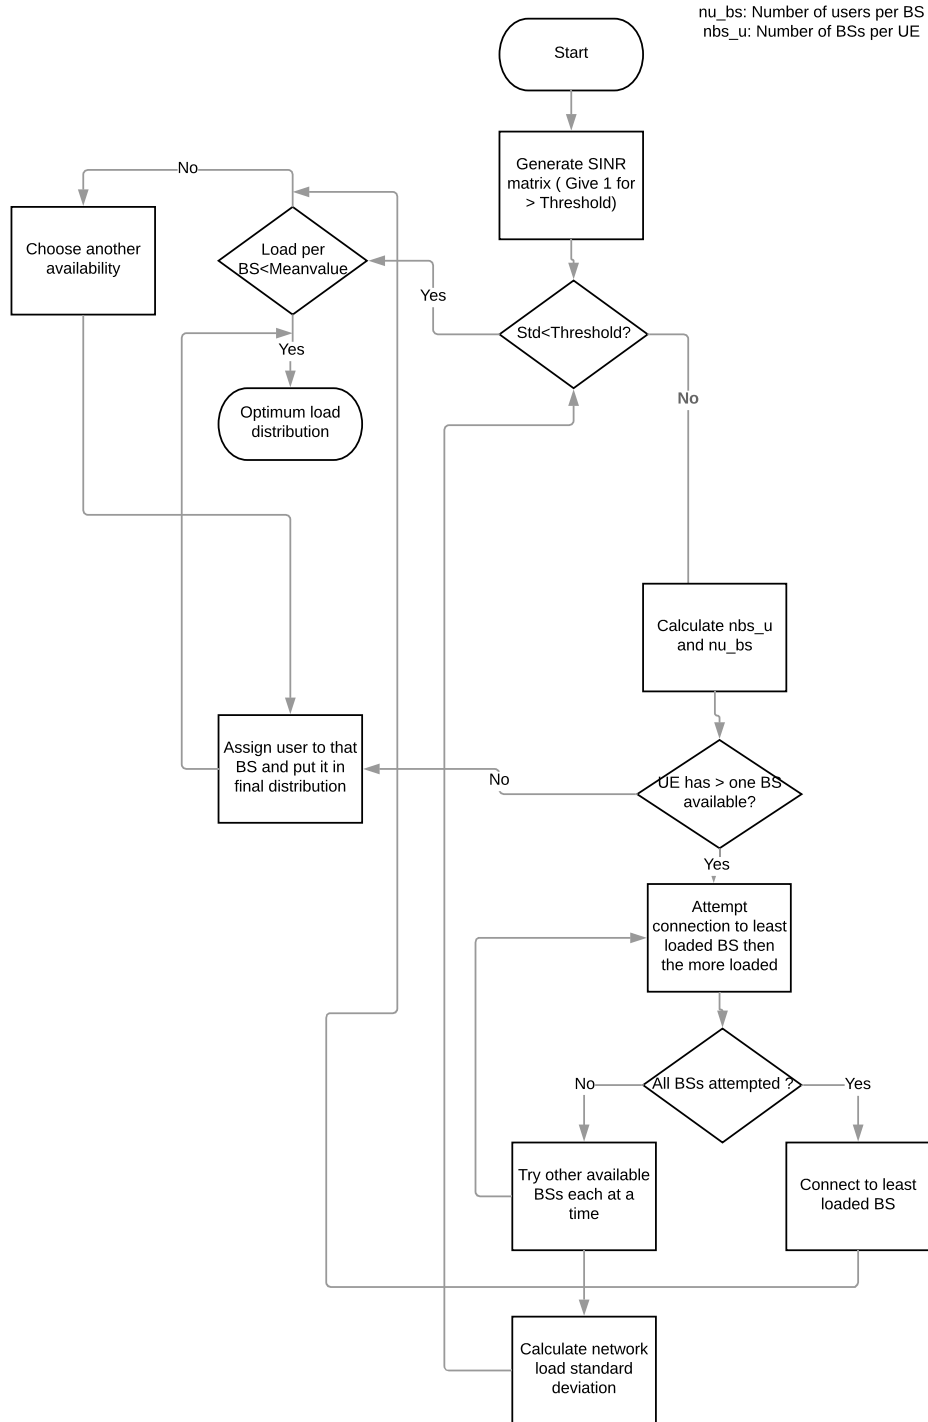 nu_bs: Number of users per BS
nbs_u: Number of BSs per UE
Start
Generate SINR
matrix ( Give 1 for
> Threshold)
No
Choose another
availability
Load per
BS<Meanvalue
Yes
Std<Threshold?
Yes
No
Optimum load
distribution
Calculate nbs_u
and nu_bs
Assign user to that
BS and put it in
final distribution
No
UE has > one BS
available?
Yes
Attempt
connection to least
loaded BS then
the more loaded
No
All BSs attempted ?
Yes
Try other available
BSs each at a
time
Connect to least
loaded BS
Calculate network
load standard
deviation